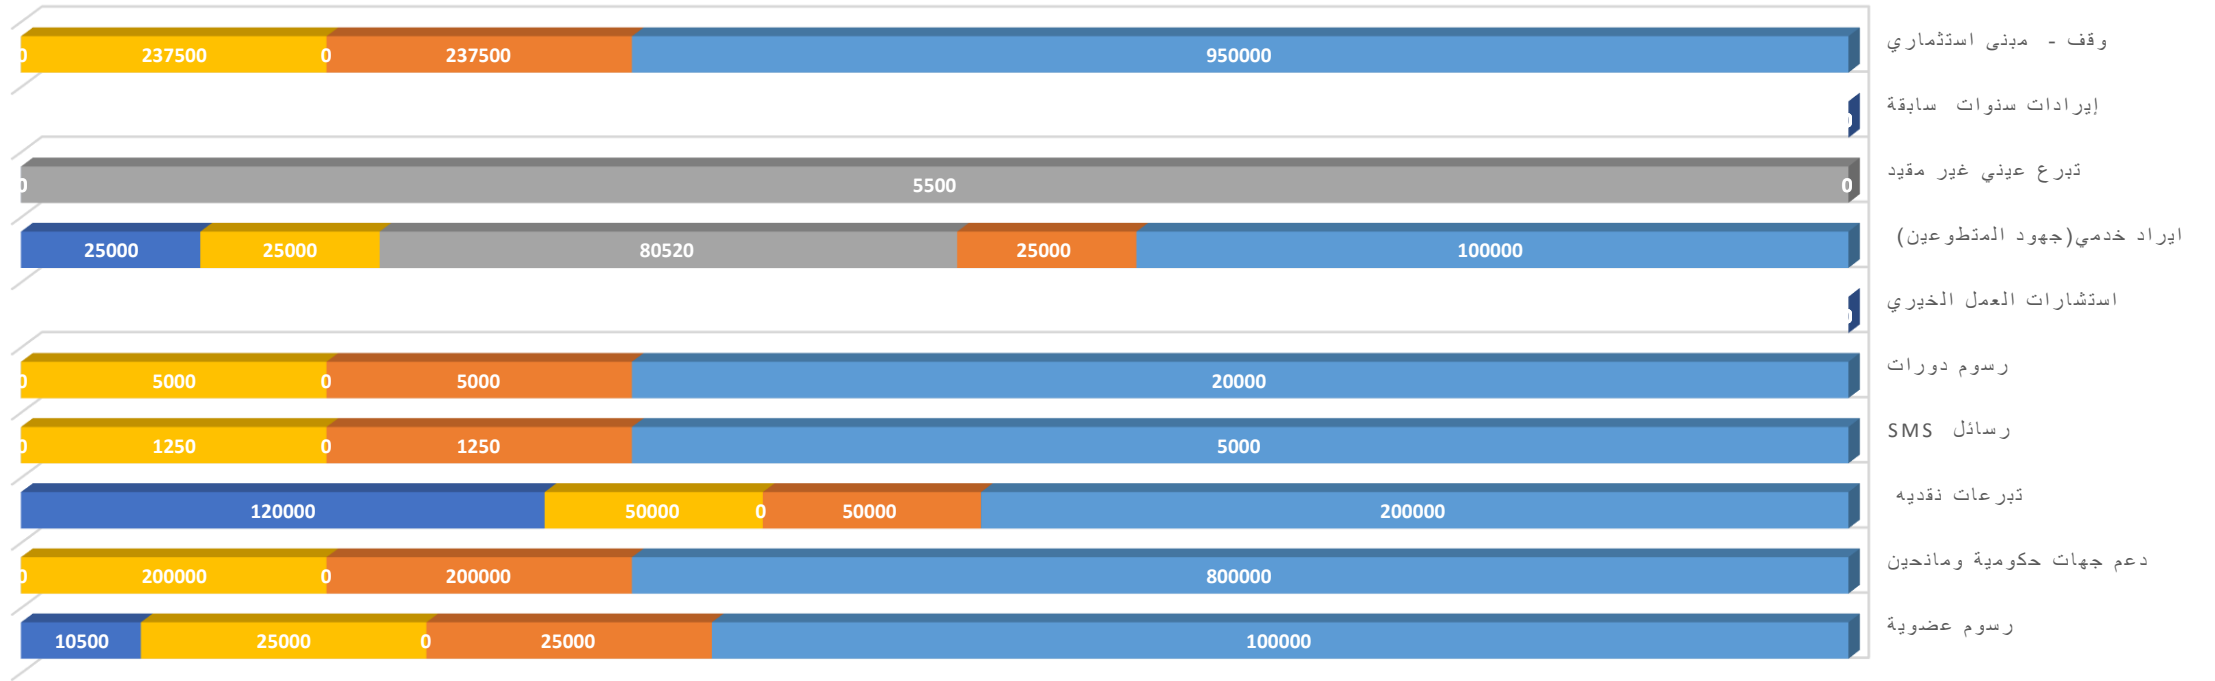 وقف - مبنى استثماري
950000 237500 0 237500 0
إيرادات سنوات سابقة
0
تبرع عيني غير مقيد
0 5500 0
ايراد خدمي(جهود المتطوعين)
100000 25000 80520 25000 25000
استشارات العمل الخيري
0
رسوم دورات
20000 5000 0 5000 0
رسائل SMS
5000 1250 0 1250 0
تبرعات نقديه
200000 50000 0 50000 120000
دعم جهات حكومية ومانحين
800000 200000 0 200000 0
رسوم عضوية
100000 25000 0 25000 10500